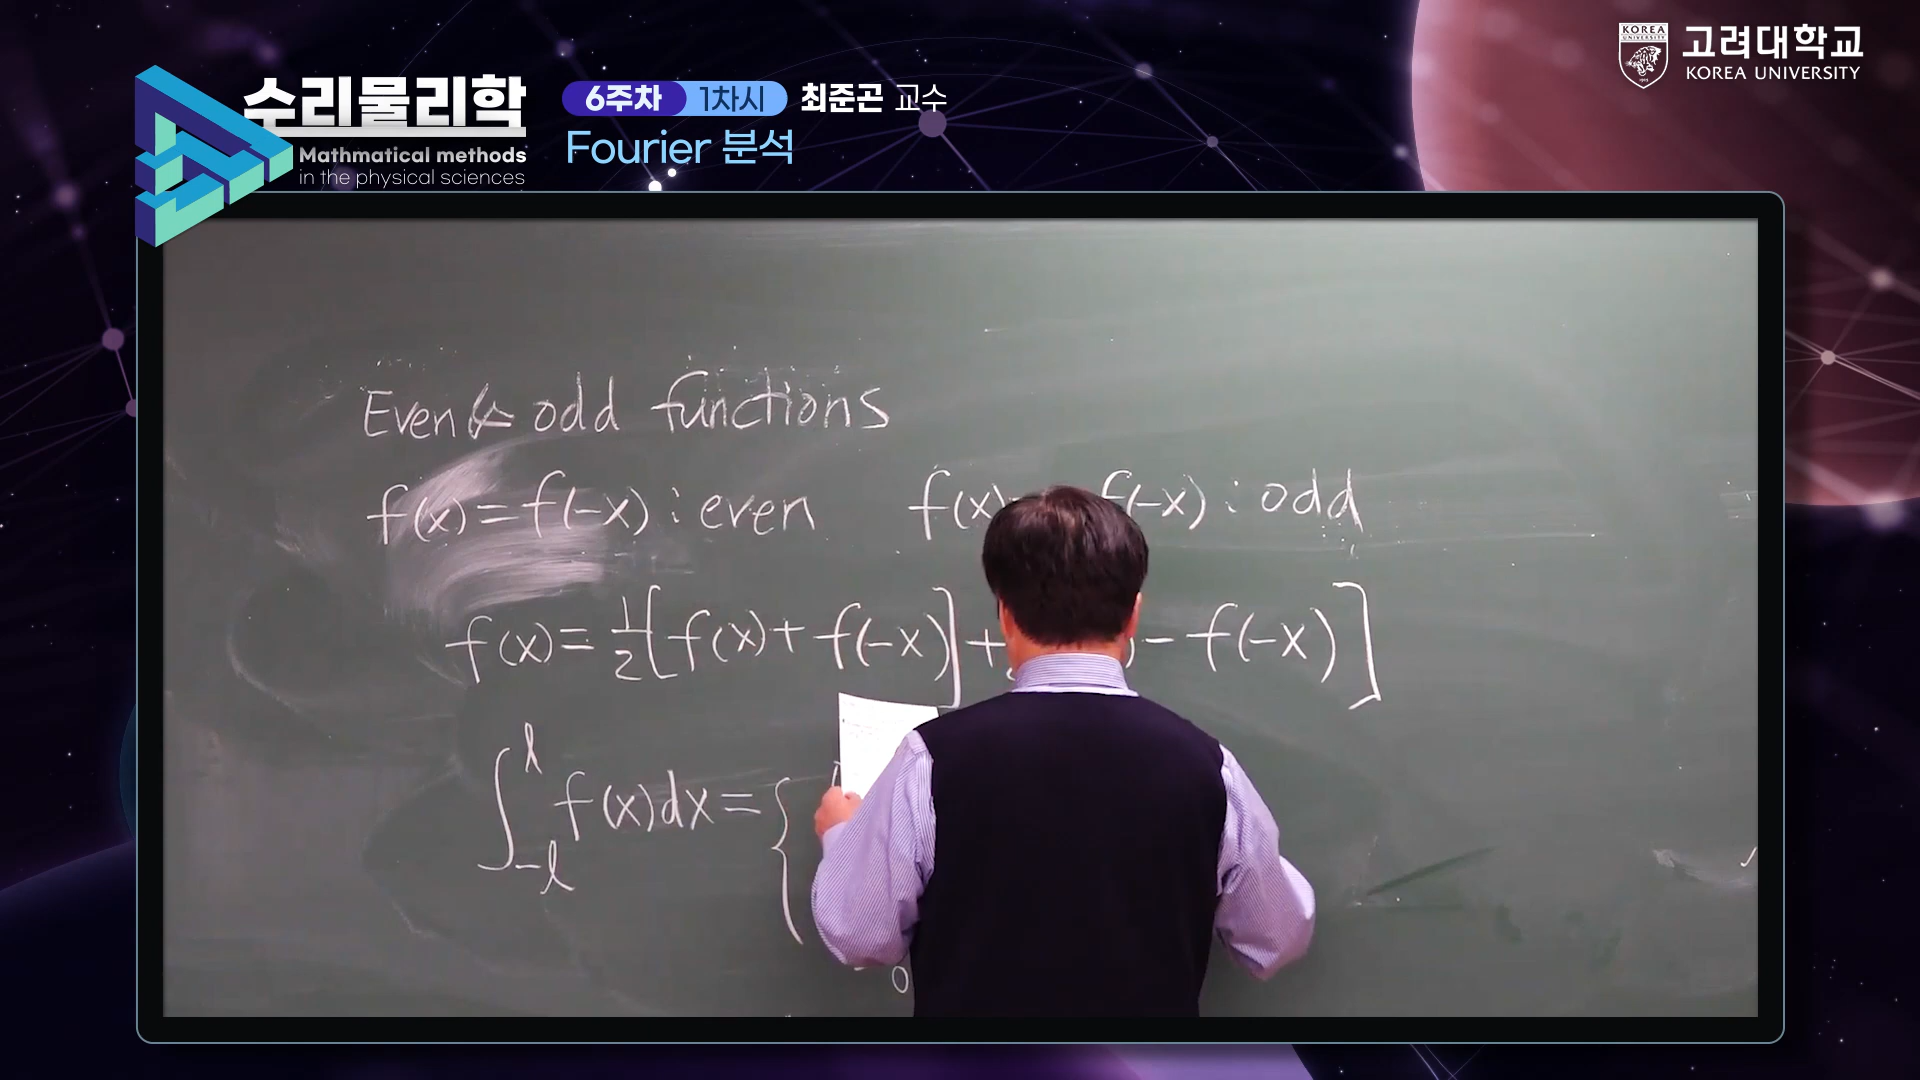 수리물리학
Mathmatical methods
in the physical sciences
6주차 1차시 최준곤 교수
Fourier 분석
KOREA
UNIVERSITY
고려대학교
KOREA UNIVERSITY
Even & odd functions
f(x)=f(-x) : even f(x) f(-x) : odd
f(x)= 1/2[f(x)+f(-x)]+ -f(-x)]
∫_{-l}^{l} f(x)dx={
0